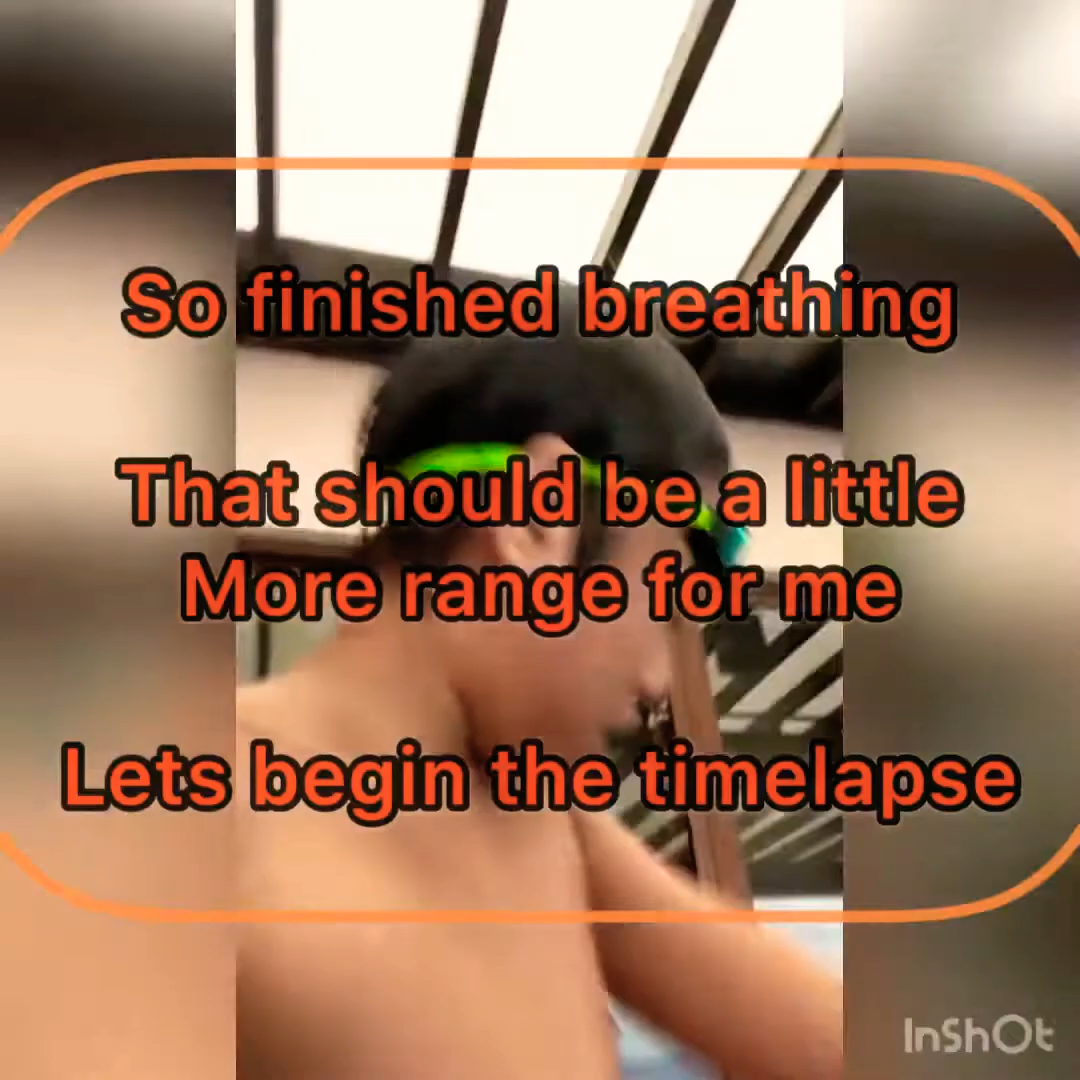 So finished breathing
That should be a little
More range for me
Lets begin the timelapse
InShOt